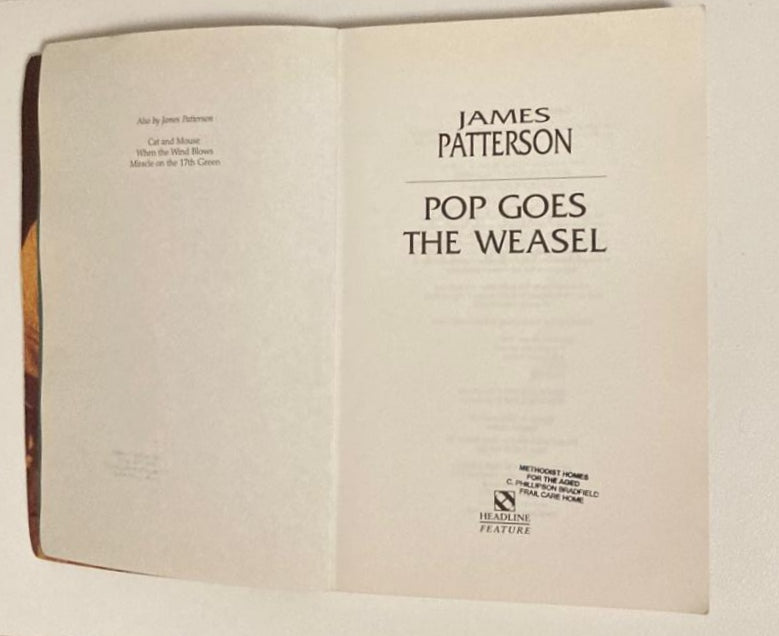 Also by James Patterson
Cat and Mouse
When the Wind Blows
Miracle on the 17th Green
JAMES
PATTERSON
POP GOES
THE WEASEL
METHODIST HOMES
FOR THE AGED
C. PHILLIPSON BRADFIELD
FRAIL CARE HOME
HEADLINE
FEATURE